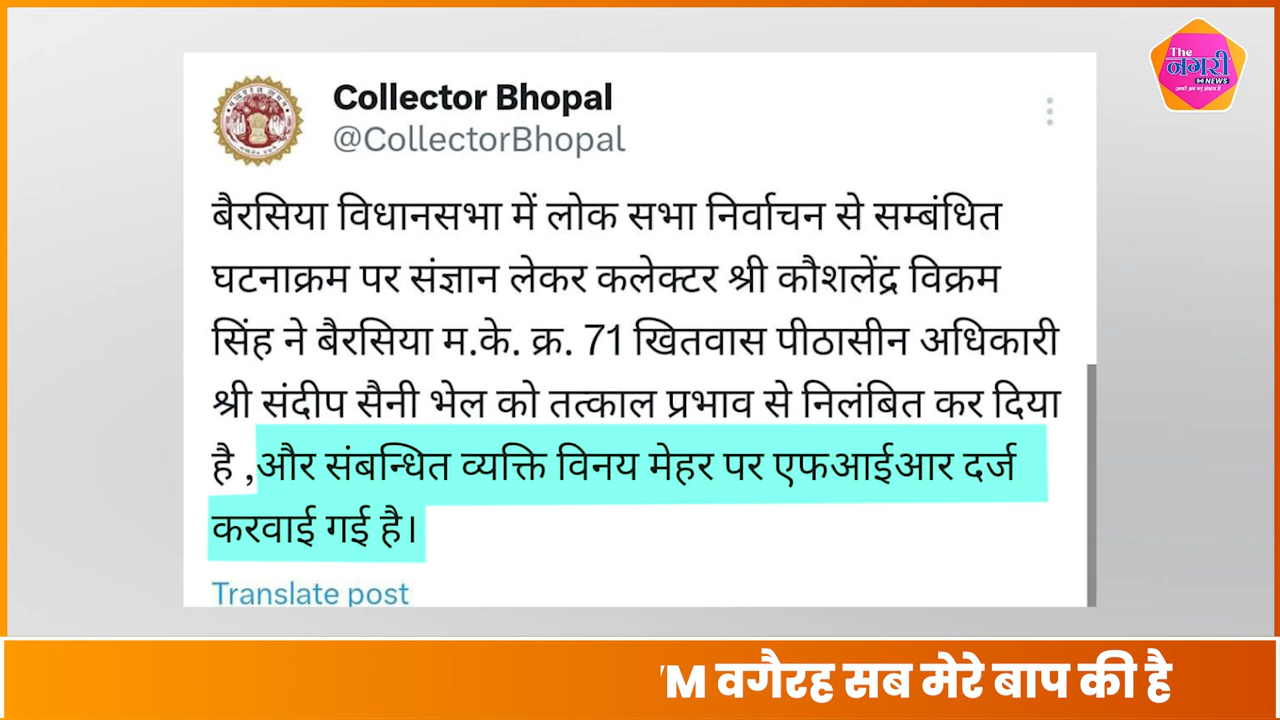 Collector Bhopal
@CollectorBhopal
बैरसिया विधानसभा में लोक सभा निर्वाचन से सम्बंधित
घटनाक्रम पर संज्ञान लेकर कलेक्टर श्री कौशलेंद्र विक्रम
सिंह ने बैरसिया म.के. क्र. 71 खितवास पीठासीन अधिकारी
श्री संदीप सैनी भेल को तत्काल प्रभाव से निलंबित कर दिया
है ,और संबन्धित व्यक्ति विनय मेहर पर एफआईआर दर्ज
करवाई गई है।
Translate post
The
नगरी
NEWS
M वगैरह सब मेरे बाप की है